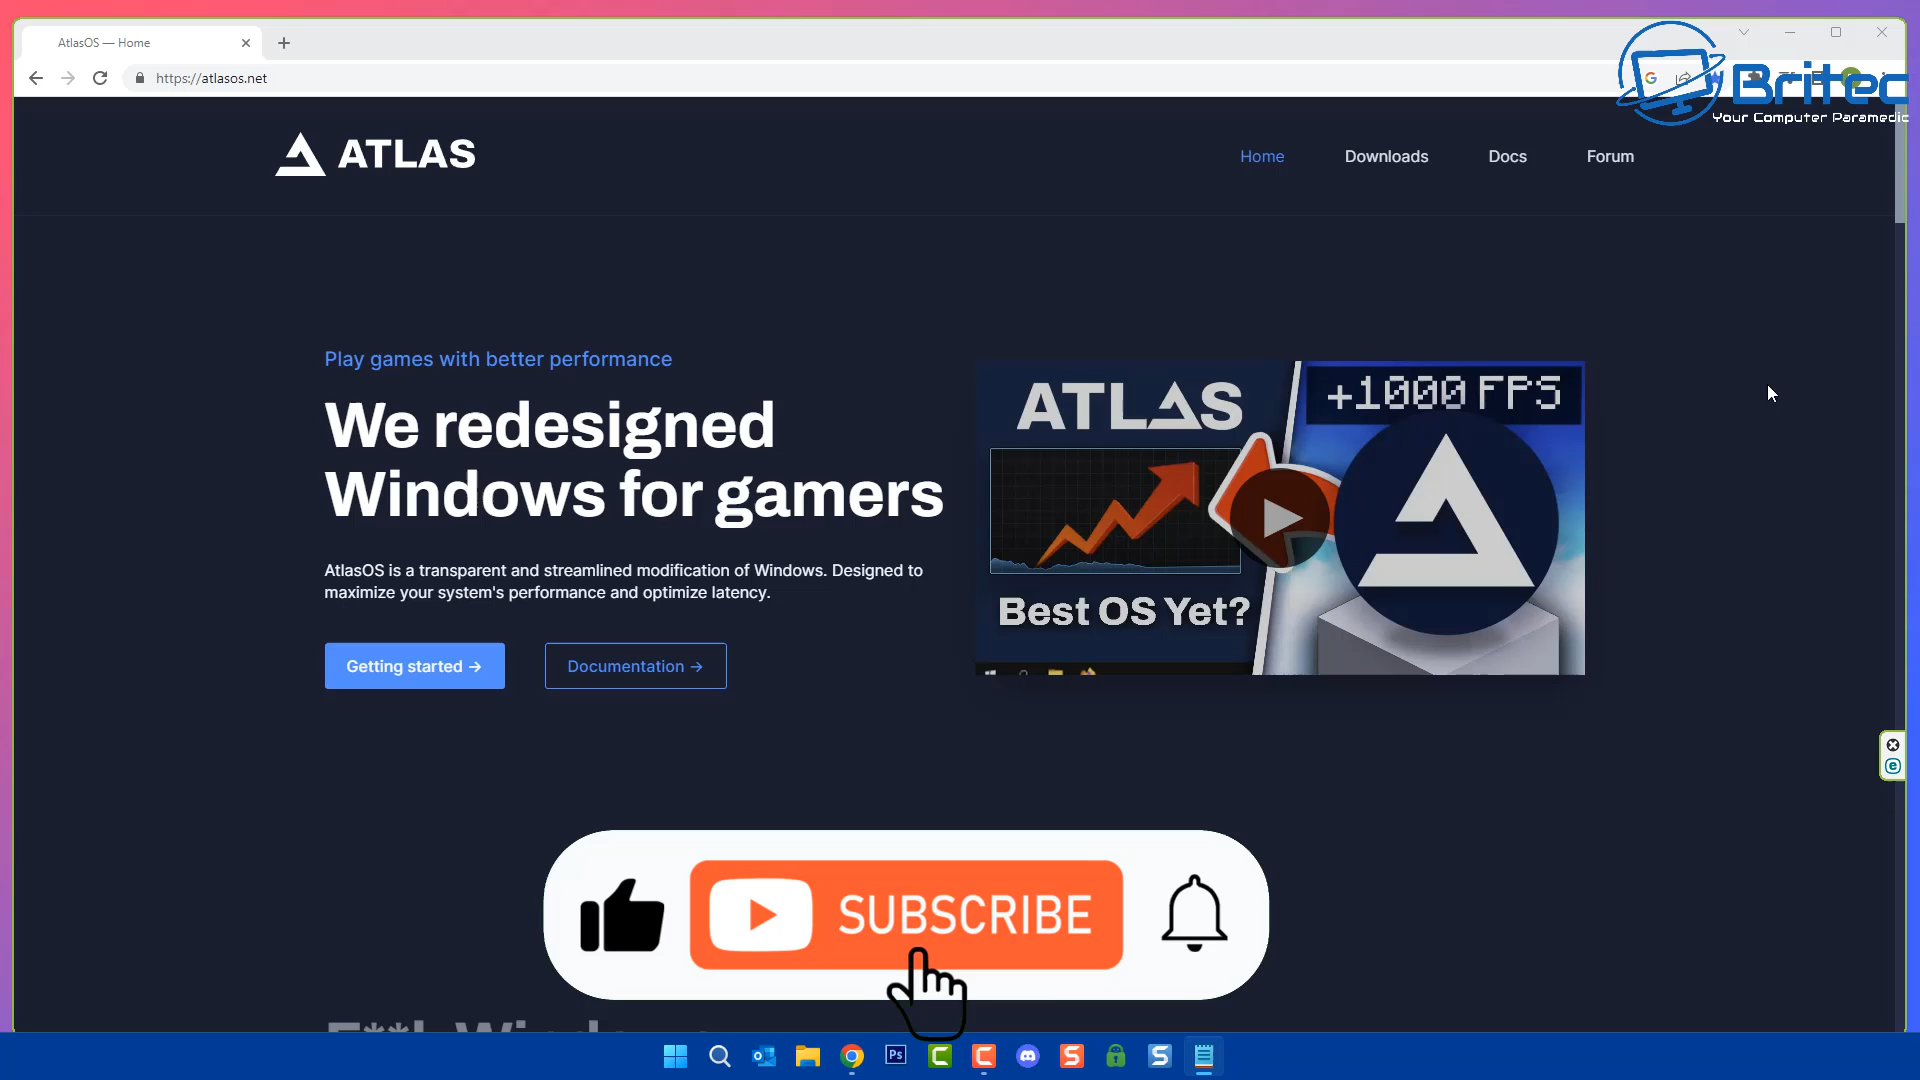 AtlasOS — Home
https://atlasos.net
Britec
Your Computer Paramedic
ATLAS
Home
Downloads
Docs
Forum
Play games with better performance
We redesigned
Windows for gamers
AtlasOS is a transparent and streamlined modification of Windows. Designed to
maximize your system's performance and optimize latency.
Getting started →
Documentation →
ATLAS
+1000 FPS
Best OS Yet?
SUBSCRIBE
Ps